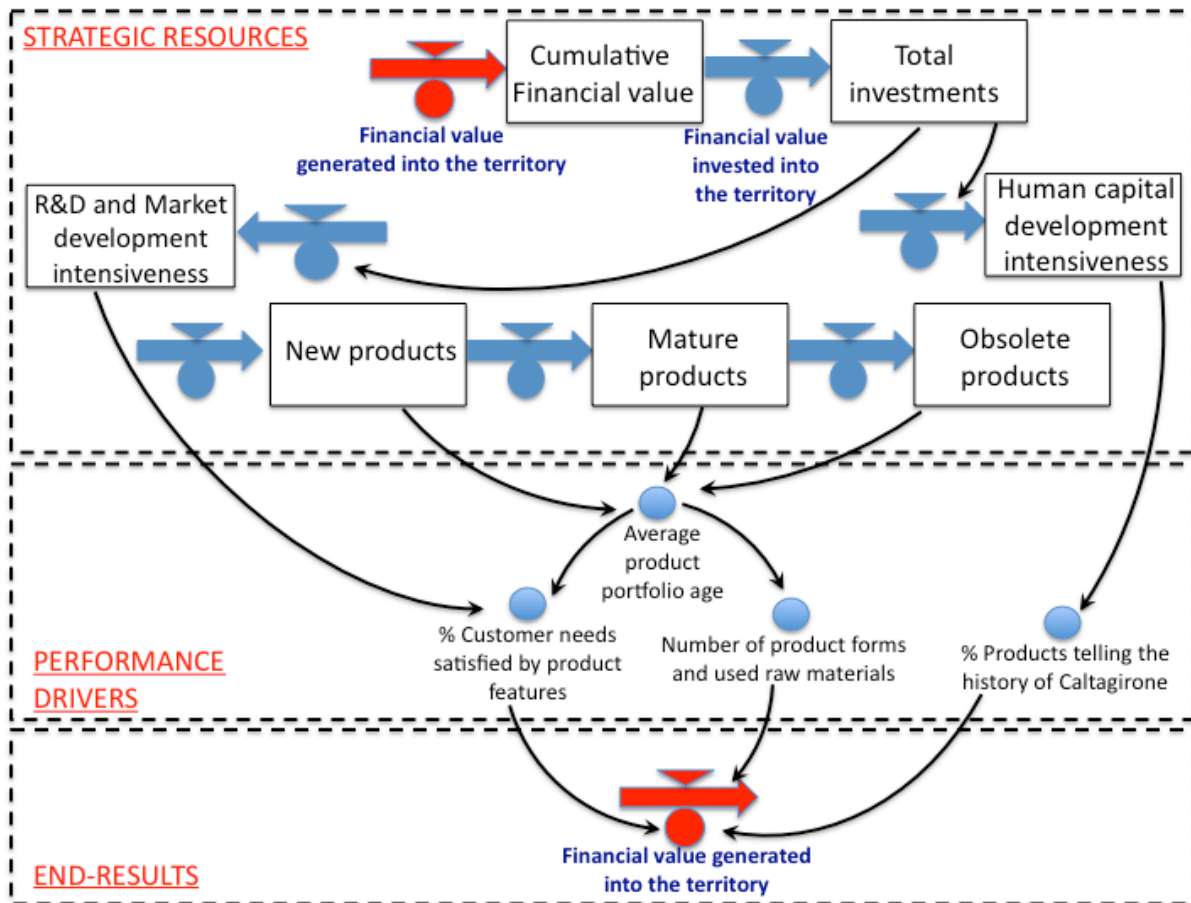 STRATEGIC RESOURCES
Cumulative
Financial value
Total
investments
Financial value
generated into the territory
Financial value
invested into
the territory
R&D and Market
development
intensiveness
Human capital
development
intensiveness
New products
Mature
products
Obsolete
products
Average
product
portfolio age
% Customer needs
satisfied by product
features
Number of product forms
and used raw materials
% Products telling the
history of Caltagirone
PERFORMANCE
DRIVERS
Financial value generated
into the territory
END-RESULTS